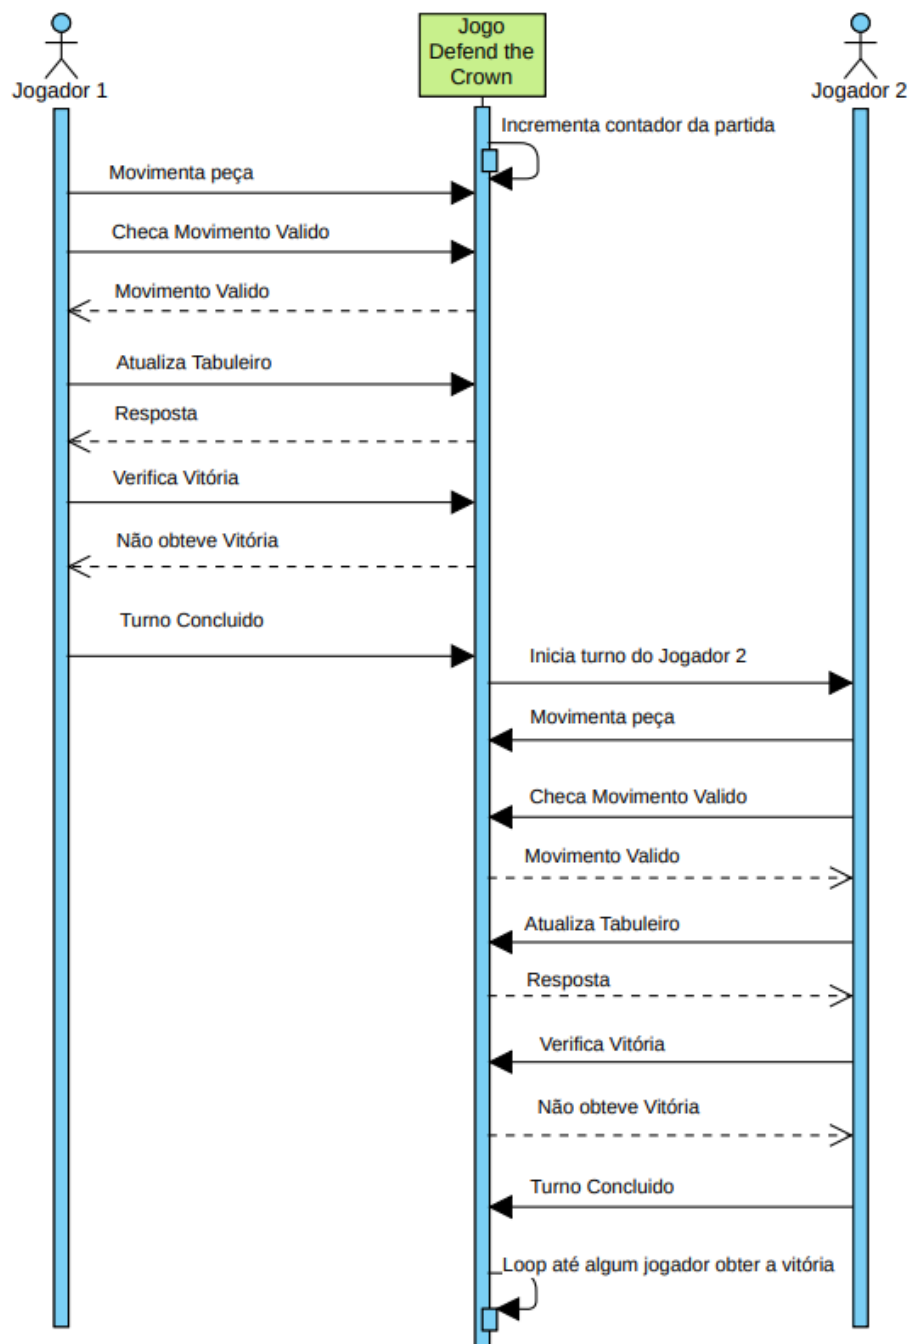 Jogo
Defend the
Crown
Jogador 1
Jogador 2
Incrementa contador da partida
Movimenta peça
Checa Movimento Valido
Movimento Valido
Atualiza Tabuleiro
Resposta
Verifica Vitória
Não obteve Vitória
Turno Concluido
Inicia turno do Jogador 2
Movimenta peça
Checa Movimento Valido
Movimento Valido
Atualiza Tabuleiro
Resposta
Verifica Vitória
Não obteve Vitória
Turno Concluido
Loop até algum jogador obter a vitória